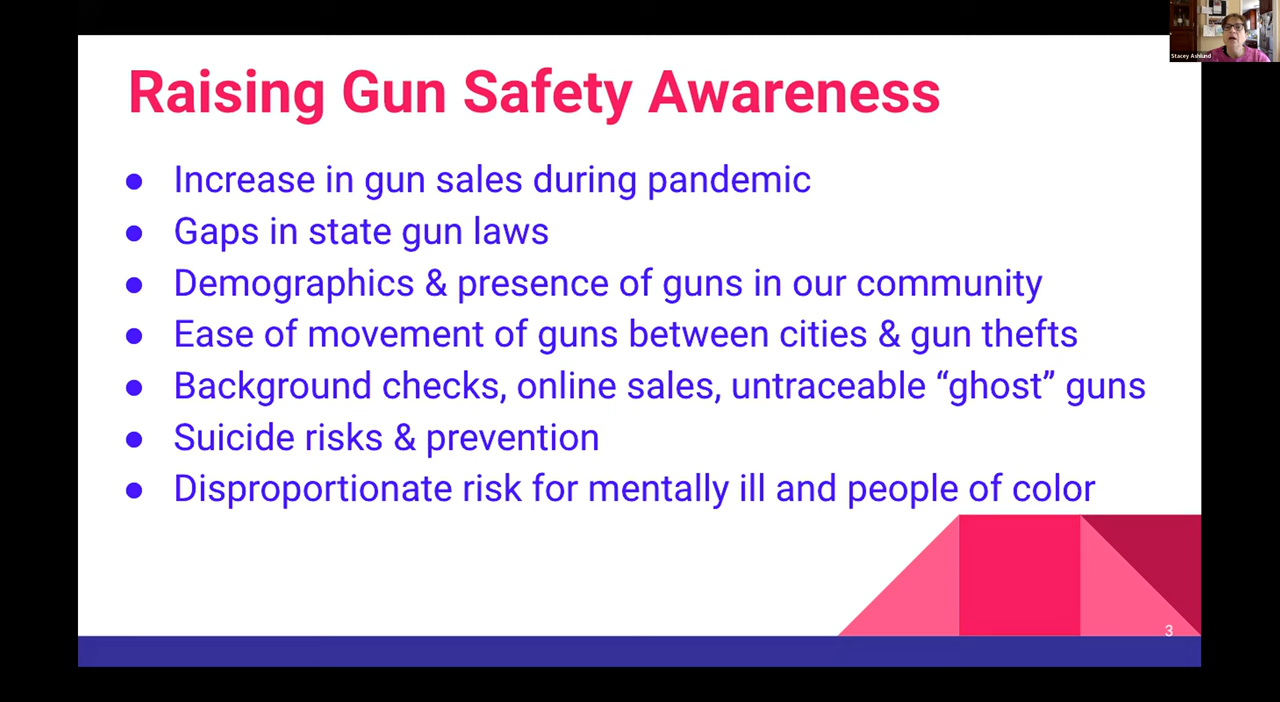 Stacey Ashlund
Raising Gun Safety Awareness
● Increase in gun sales during pandemic
● Gaps in state gun laws
● Demographics & presence of guns in our community
● Ease of movement of guns between cities & gun thefts
● Background checks, online sales, untraceable “ghost” guns
● Suicide risks & prevention
● Disproportionate risk for mentally ill and people of color
3